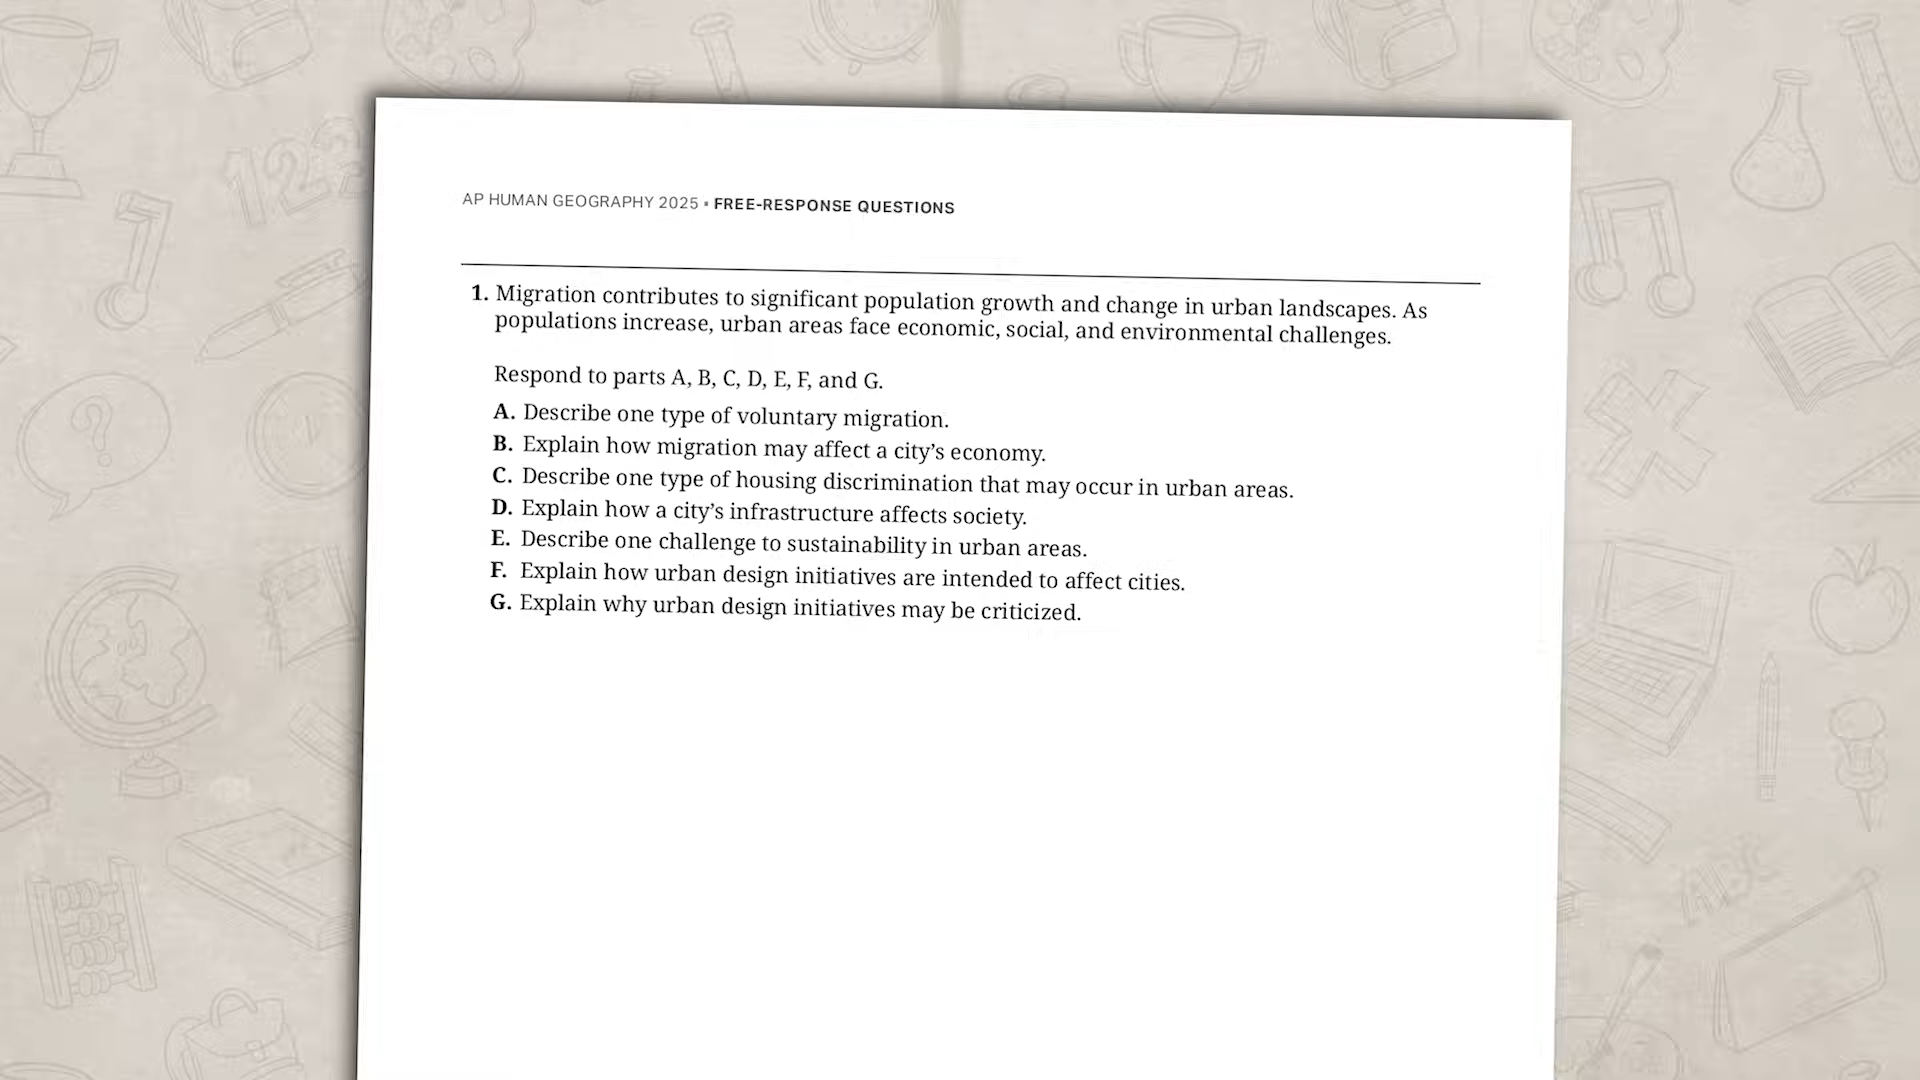 AP HUMAN GEOGRAPHY 2025 ▪ FREE-RESPONSE QUESTIONS
1. Migration contributes to significant population growth and change in urban landscapes. As
populations increase, urban areas face economic, social, and environmental challenges.
Respond to parts A, B, C, D, E, F, and G.
A. Describe one type of voluntary migration.
B. Explain how migration may affect a city’s economy.
C. Describe one type of housing discrimination that may occur in urban areas.
D. Explain how a city’s infrastructure affects society.
E. Describe one challenge to sustainability in urban areas.
F. Explain how urban design initiatives are intended to affect cities.
G. Explain why urban design initiatives may be criticized.
123
ABC